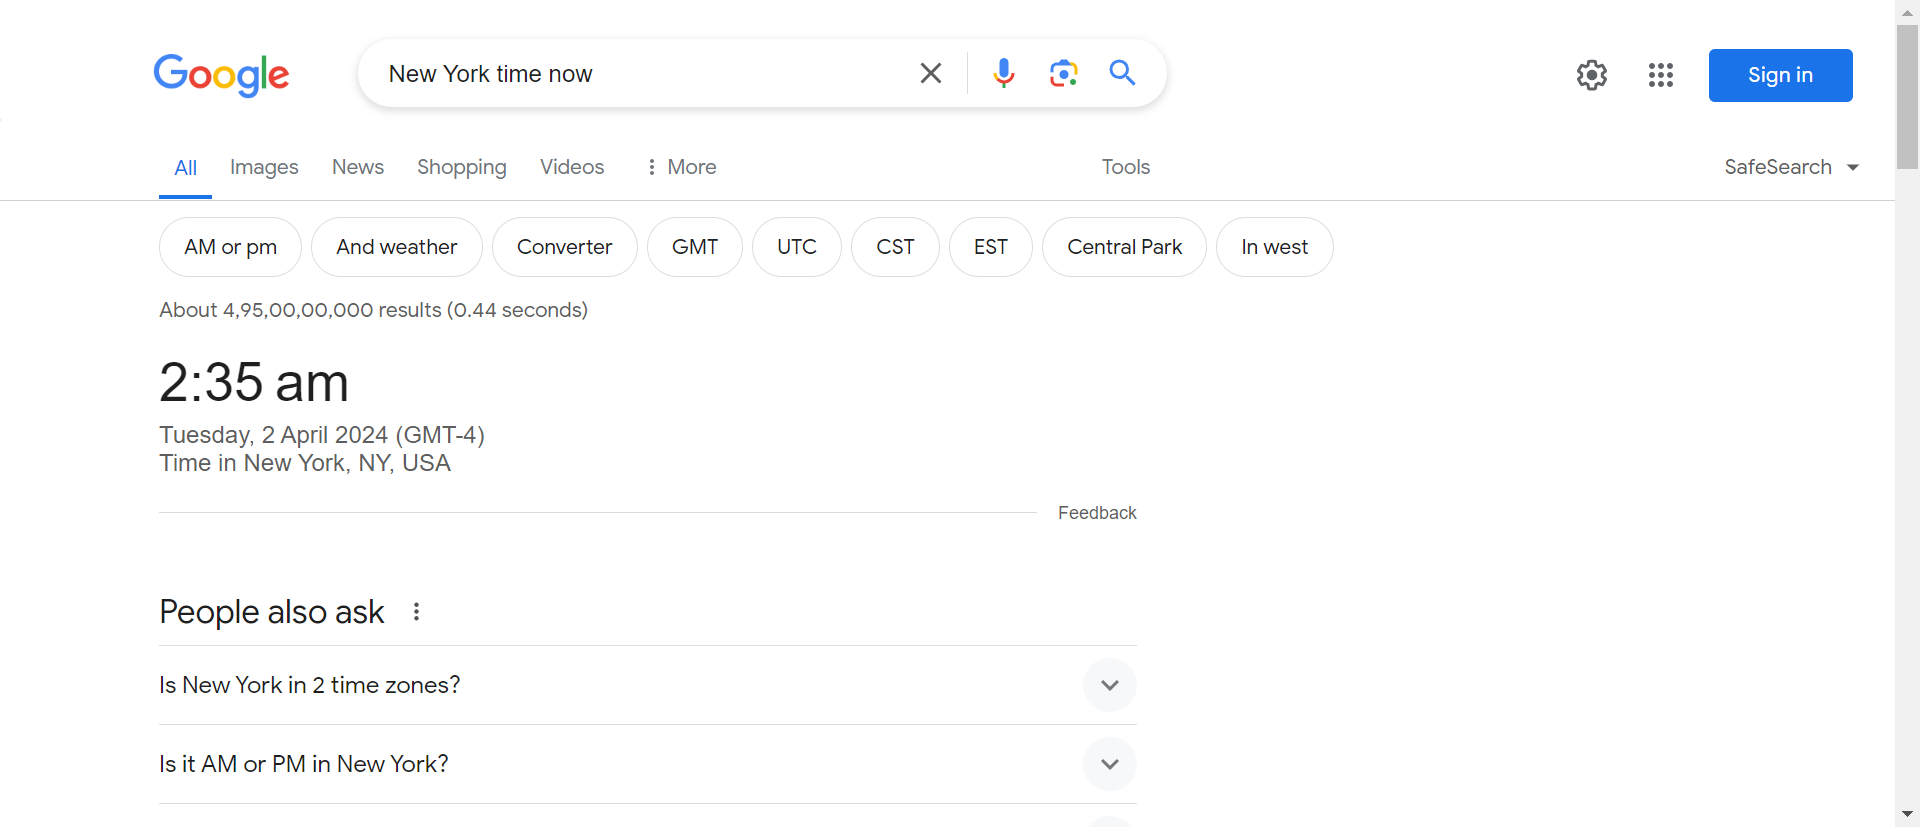 Google
New York time now
Sign in
All Images News Shopping Videos More Tools SafeSearch
AM or pm And weather Converter GMT UTC CST EST Central Park In west
About 4,95,00,00,000 results (0.44 seconds)
2:35 am
Tuesday, 2 April 2024 (GMT-4)
Time in New York, NY, USA
Feedback
People also ask
Is New York in 2 time zones?
Is it AM or PM in New York?